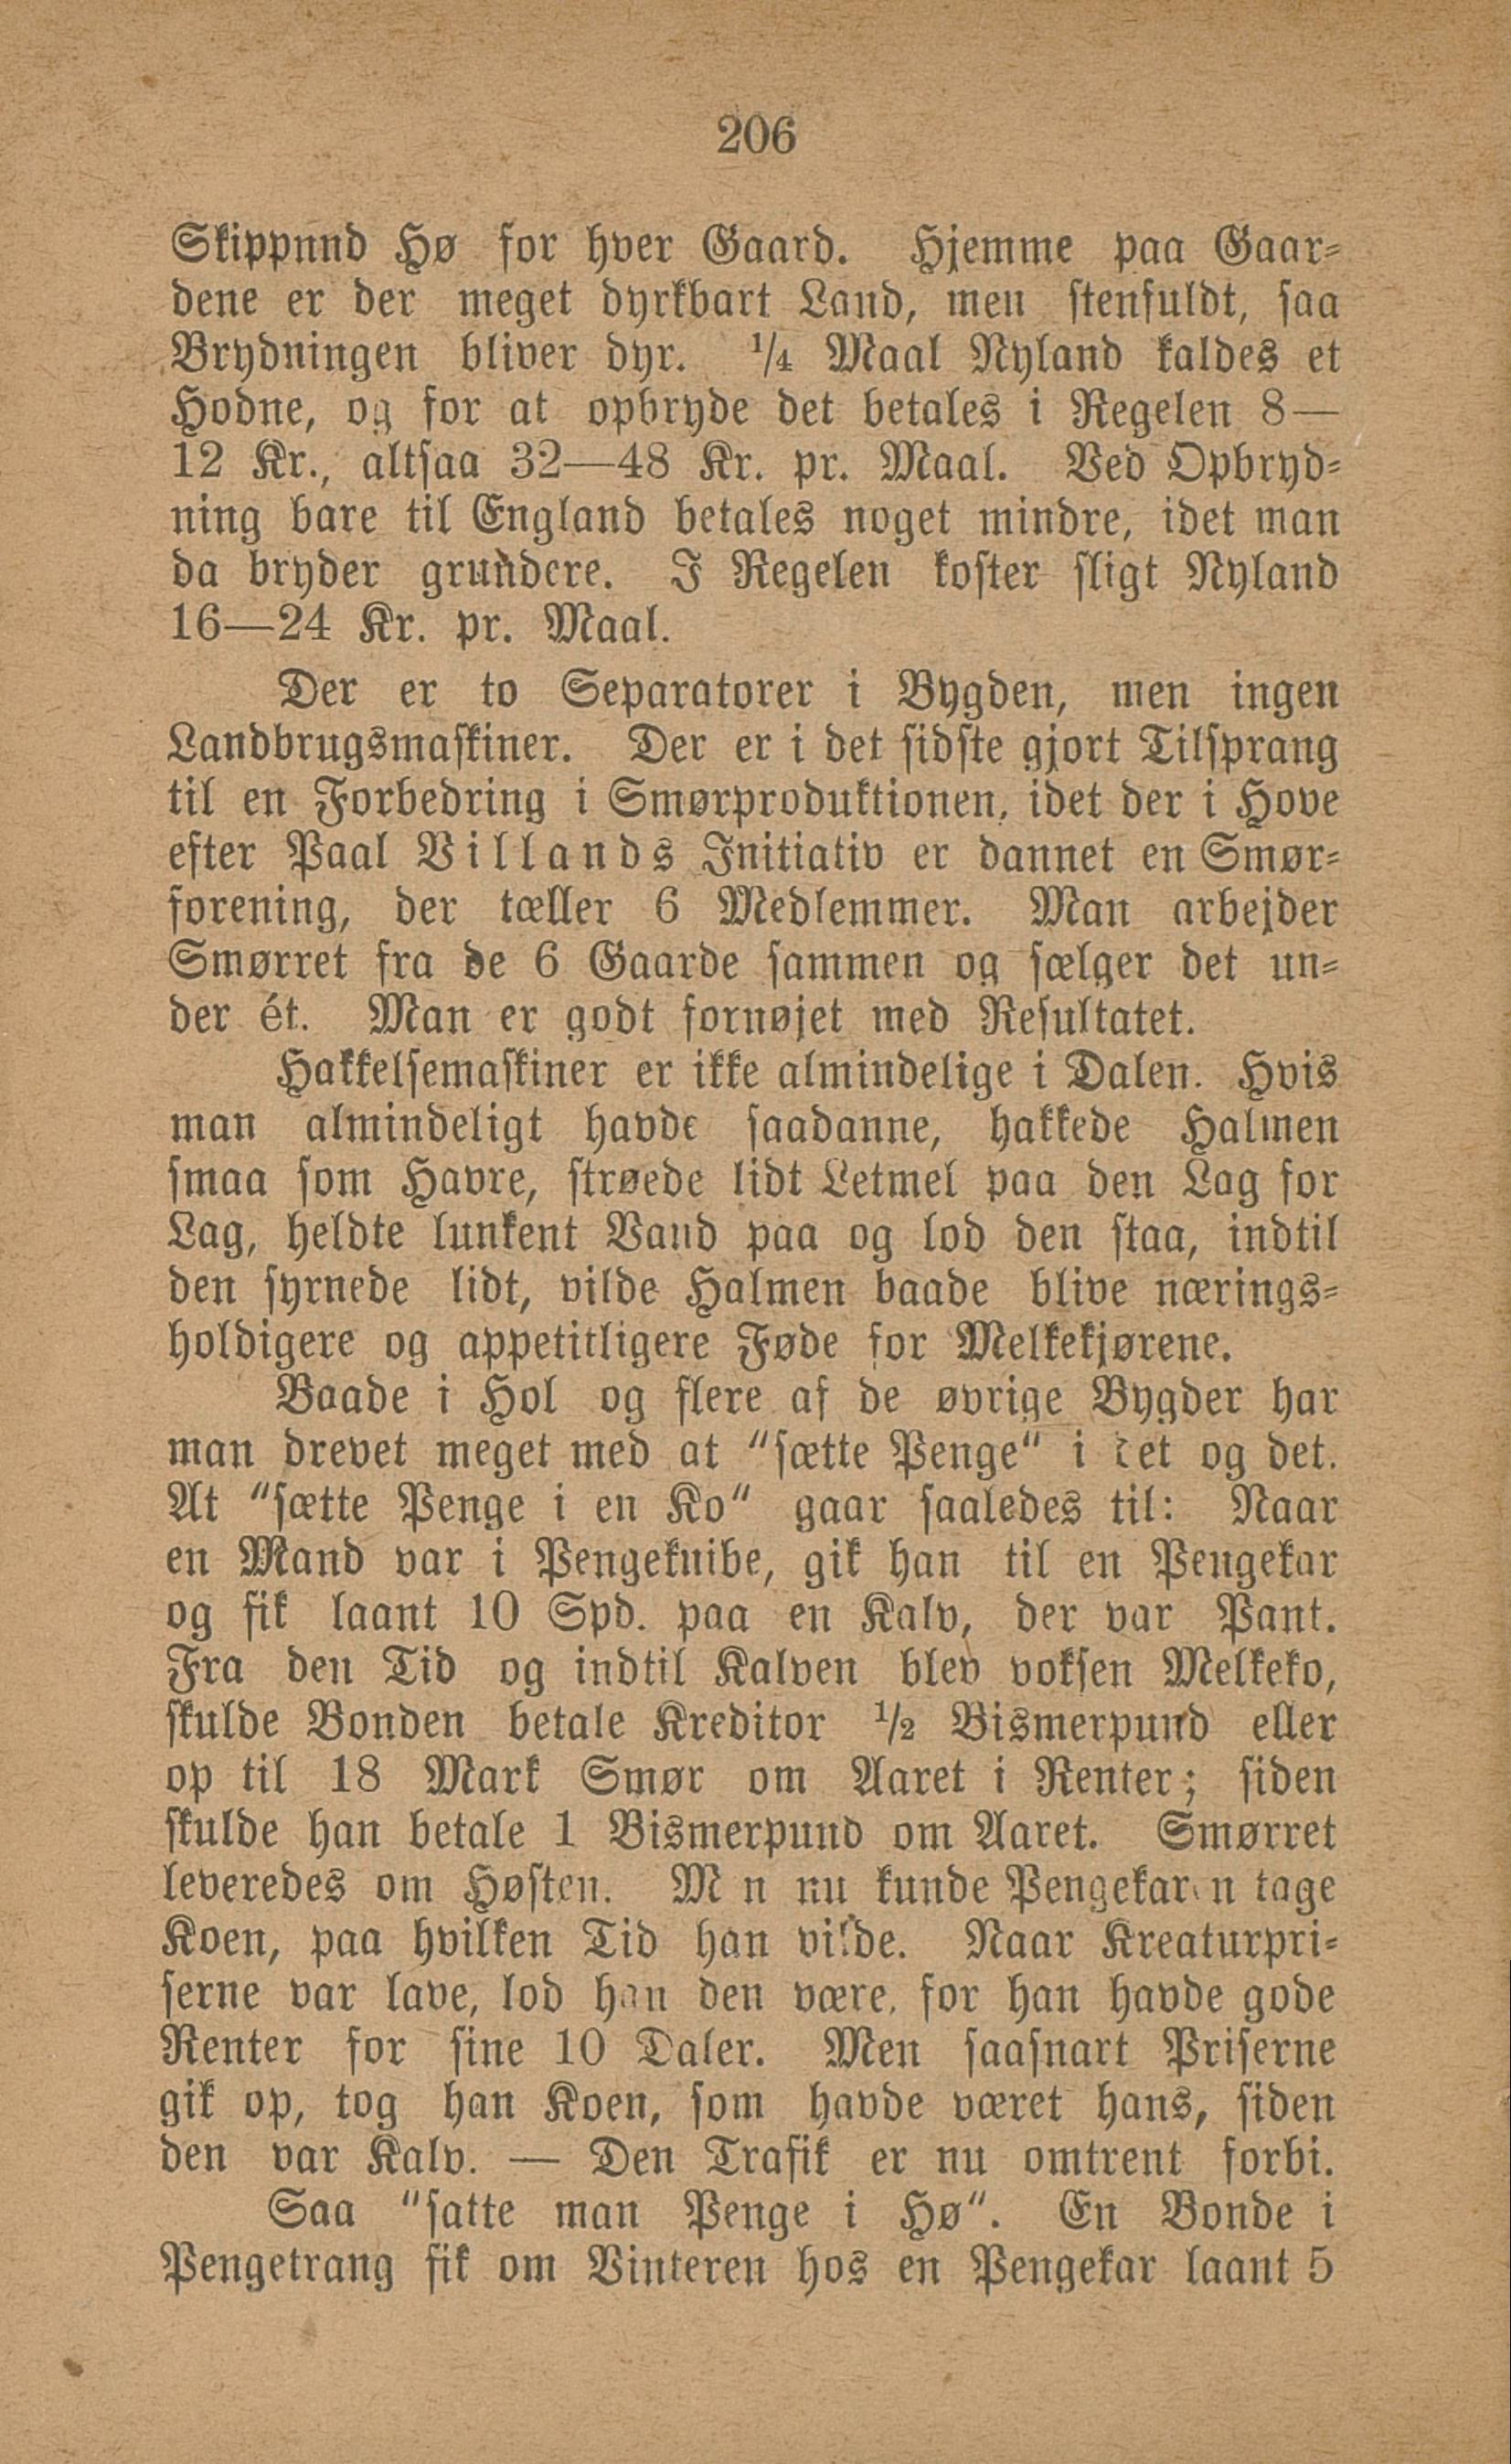 206
Skippund Hø for hver Gaard. Hjemme paa Gaar-
dene er der meget dyrkbart Land, men stenfuldt, saa
Brydningen bliver dyr. ¼ Maal Nyland kaldes et
Hodne, og for at opbryde det betales i Regelen 8—
12 Kr., altsaa 32—48 Kr. pr. Maal. Ved Opbryd-
ning bare til England betales noget mindre, idet man
da bryder grundere. I Regelen koster sligt Nyland
16—24 Kr. pr. Maal.
Der er to Separatorer i Bygden, men ingen
Landbrugsmaskiner. Der er i det sidste gjort Tilsprang
til en Forbedring i Smørproduktionen, idet der i Hove
efter Paal Villands Initiativ er dannet en Smør-
forening, der tæller 6 Medlemmer. Man arbejder
Smørret fra de 6 Gaarde sammen og sælger det un-
der ét. Man er godt fornøjet med Resultatet.
Hakkelsemaskiner er ikke almindelige i Dalen. Hvis
man almindeligt havde saadanne, hakkede Halmen
smaa som Havre, strøede lidt Letmel paa den Lag for
Lag, heldte lunkent Vand paa og lod den staa, indtil
den syrnede lidt, vilde Halmen baade blive nærings-
holdigere og appetitligere Føde for Melkekjørene.
Baade i Hol og flere af de øvrige Bygder har
man drevet meget med at "sætte Penge" i det og det.
At "sætte Penge i en Ko" gaar saaledes til: Naar
en Mand var i Pengeknibe, gik han til en Pengekar
og fik laant 10 Spd. paa en Kalv, der var Pant.
Fra den Tid og indtil Kalven blev voksen Melkeko,
skulde Bonden betale Kreditor ½ Bismerpund eller
op til 18 Mark Smør om Aaret i Renter; siden
skulde han betale 1 Bismerpund om Aaret. Smørret
leveredes om Høsten. M n nu kunde Pengekaren tage
Koen, paa hvilken Tid han vilde. Naar Kreaturpri-
serne var lave, lod han den være, for han havde gode
Renter for sine 10 Daler. Men saasnart Priserne
gik op, tog han Koen, som havde været hans, siden
den var Kalv. — Den Trafik er nu omtrent forbi.
Saa "satte man Penge i Hø". En Bonde i
Pengetrang fik om Vinteren hos en Pengekar laant 5